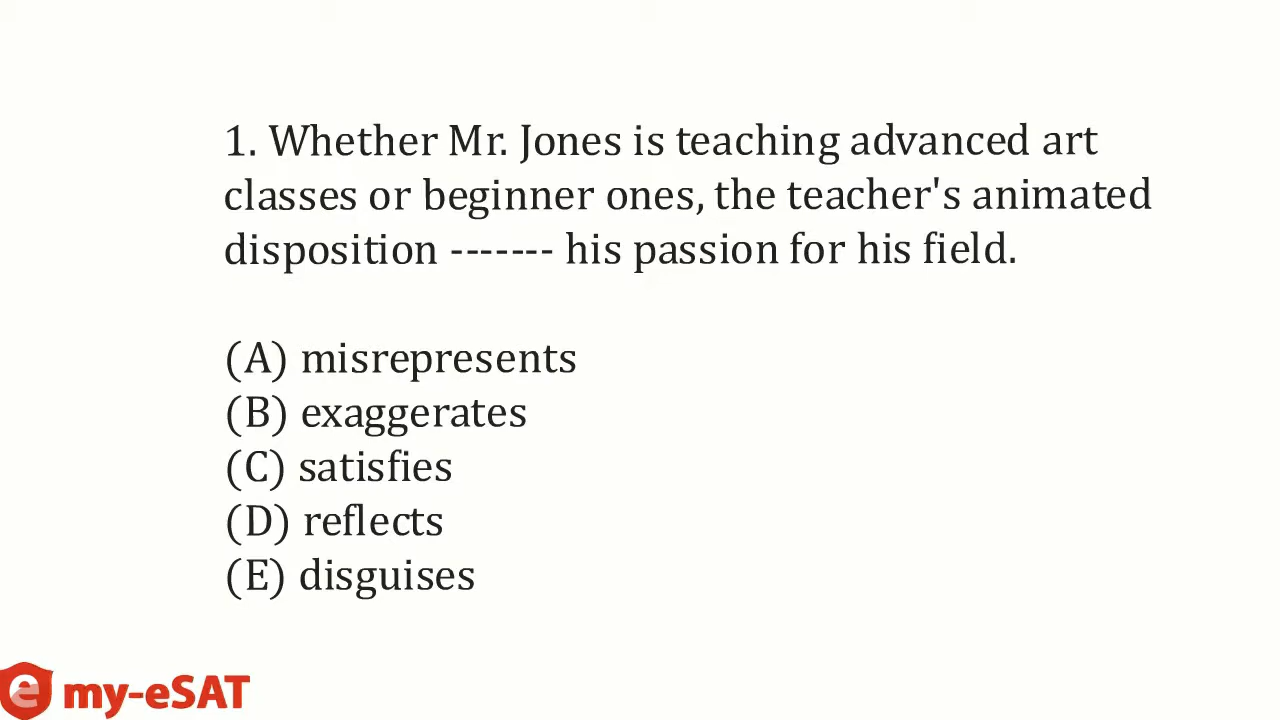 1. Whether Mr. Jones is teaching advanced art
classes or beginner ones, the teacher's animated
disposition ------- his passion for his field.
(A) misrepresents
(B) exaggerates
(C) satisfies
(D) reflects
(E) disguises
e my-eSAT